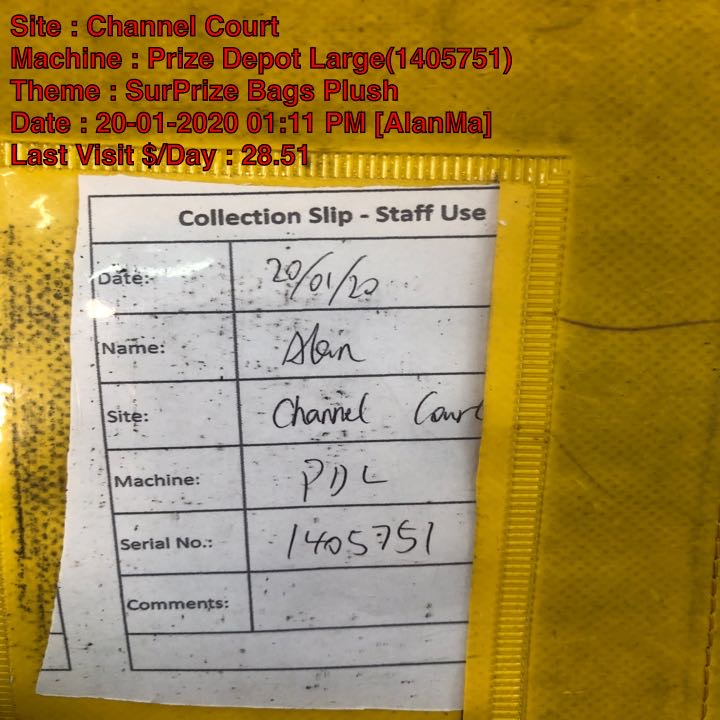 Site : Channel Court
Machine : Prize Depot Large(1405751)
Theme : SurPrize Bags Plush
Date : 20-01-2020 01:11 PM [AlanMa]
Last Visit $/Day : 28.51
Collection Slip - Staff Use
Date: 20/01/20
Name: Alan
Site: Channel Court
Machine: PDL
Serial No.: 1405751
Comments: